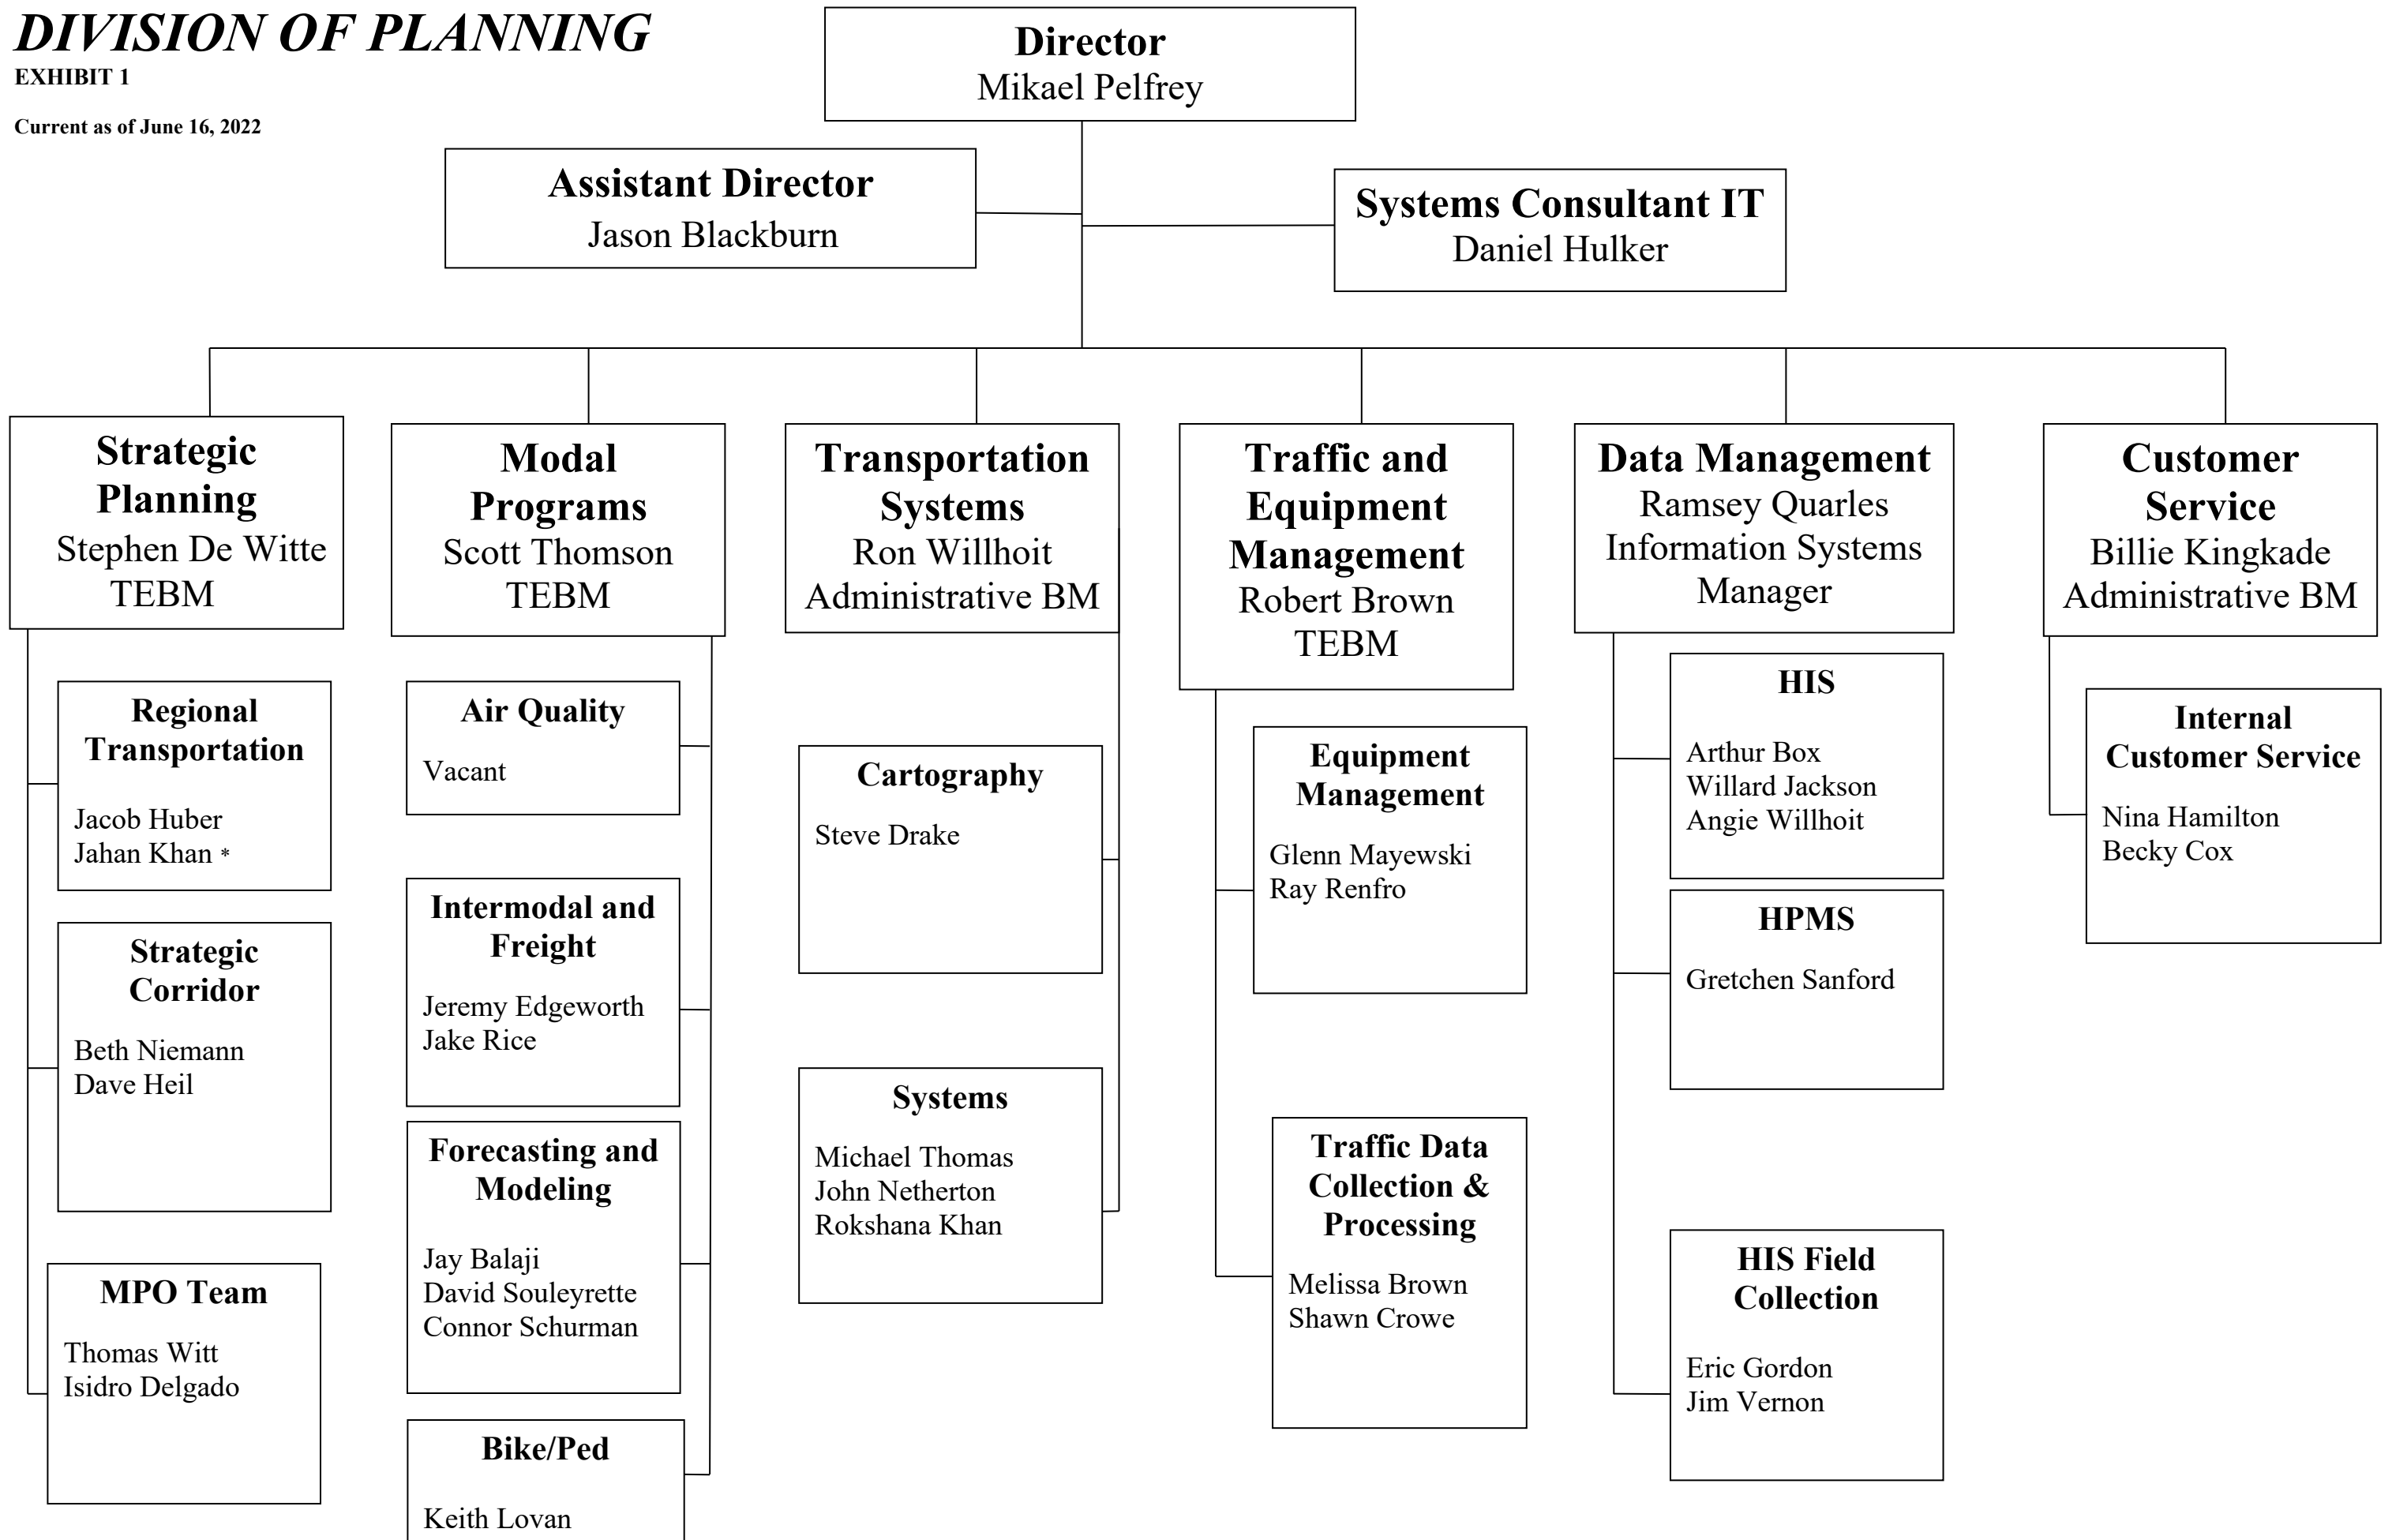 DIVISION OF PLANNING
EXHIBIT 1
Current as of June 16, 2022
Director
Mikael Pelfrey
Assistant Director
Jason Blackburn
Systems Consultant IT
Daniel Hulker
Strategic
Planning
Stephen De Witte
TEBM
Regional
Transportation
Jacob Huber
Jahan Khan *
Strategic
Corridor
Beth Niemann
Dave Heil
MPO Team
Thomas Witt
Isidro Delgado
Modal
Programs
Scott Thomson
TEBM
Air Quality
Vacant
Intermodal and
Freight
Jeremy Edgeworth
Jake Rice
Forecasting and
Modeling
Jay Balaji
David Souleyrette
Connor Schurman
Bike/Ped
Keith Lovan
Transportation
Systems
Ron Willhoit
Administrative BM
Cartography
Steve Drake
Systems
Michael Thomas
John Netherton
Rokshana Khan
Traffic and
Equipment
Management
Robert Brown
TEBM
Equipment
Management
Glenn Mayewski
Ray Renfro
Traffic Data
Collection &
Processing
Melissa Brown
Shawn Crowe
Data Management
Ramsey Quarles
Information Systems
Manager
HIS
Arthur Box
Willard Jackson
Angie Willhoit
HPMS
Gretchen Sanford
HIS Field
Collection
Eric Gordon
Jim Vernon
Customer
Service
Billie Kingkade
Administrative BM
Internal
Customer Service
Nina Hamilton
Becky Cox